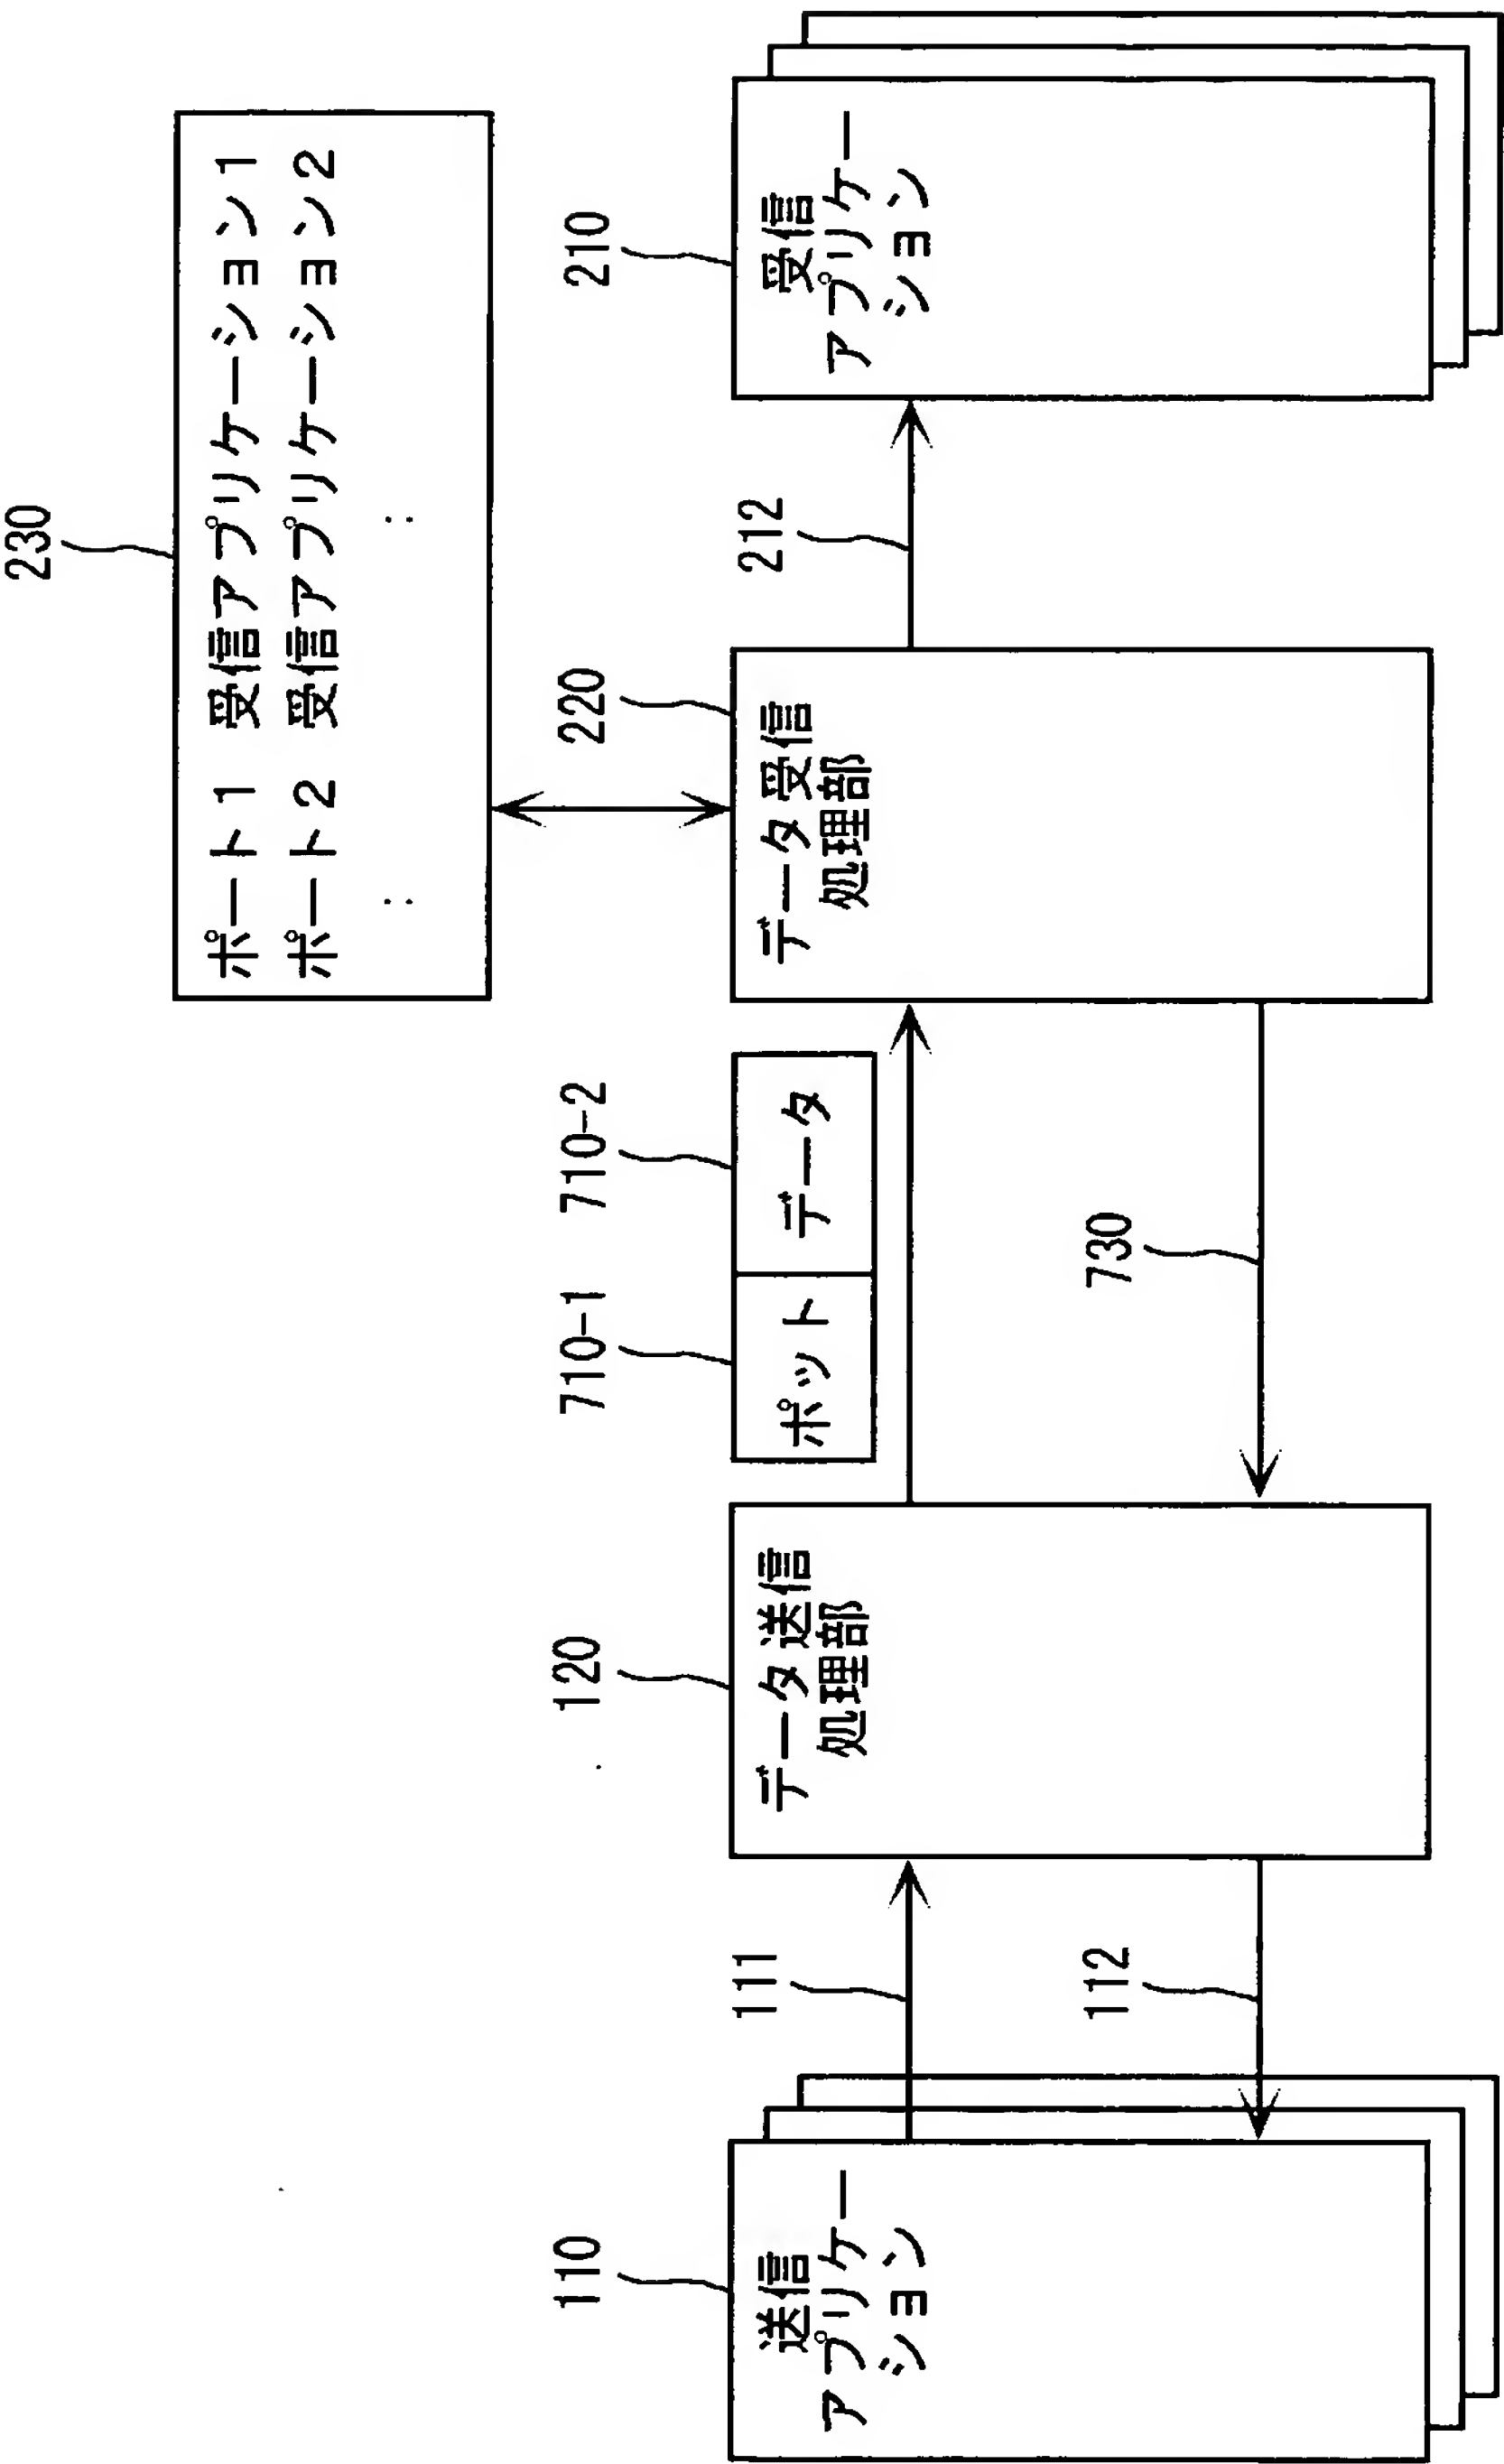 230
ポート1 受信アプリケーション1
ポート2 受信アプリケーション2
: :
110
送信
アプリケー
ション
111
112
120
データ送信
処理部
710-1
710-2
ポット
データ
730
220
データ受信
処理部
212
210
受信
アプリケー
ション